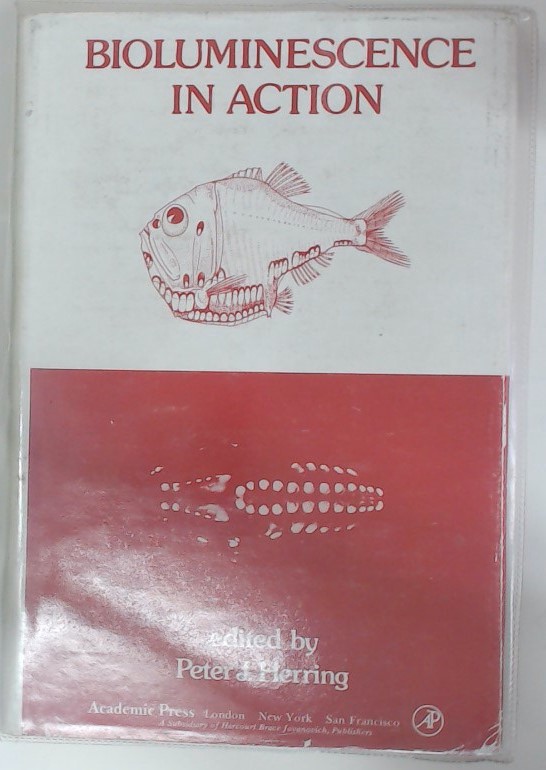 BIOLUMINESCENCE
IN ACTION
edited by
Peter J. Herring
Academic Press London New York San Francisco
A Subsidiary of Harcourt Brace Jovanovich, Publishers
AP